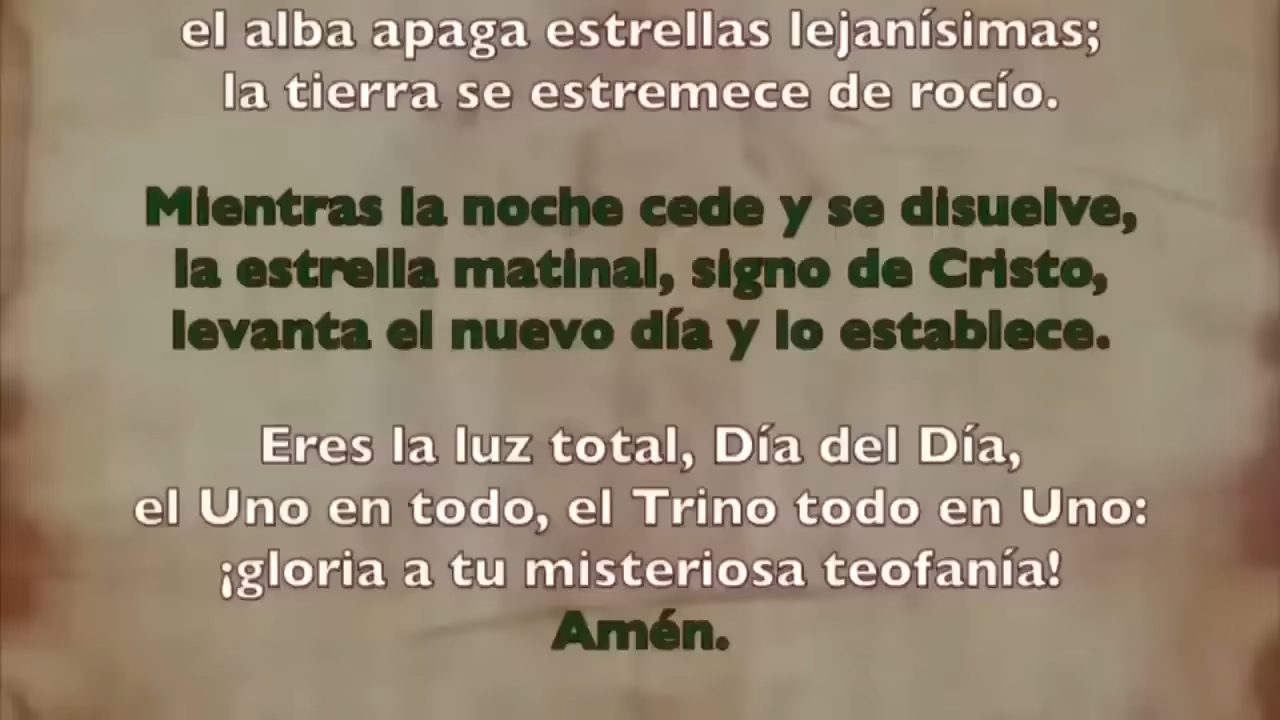 el alba apaga estrellas lejanísimas;
la tierra se estremece de rocío.
Mientras la noche cede y se disuelve,
la estrella matinal, signo de Cristo,
levanta el nuevo día y lo establece.
Eres la luz total, Día del Día,
el Uno en todo, el Trino todo en Uno:
¡gloria a tu misteriosa teofanía!
Amén.